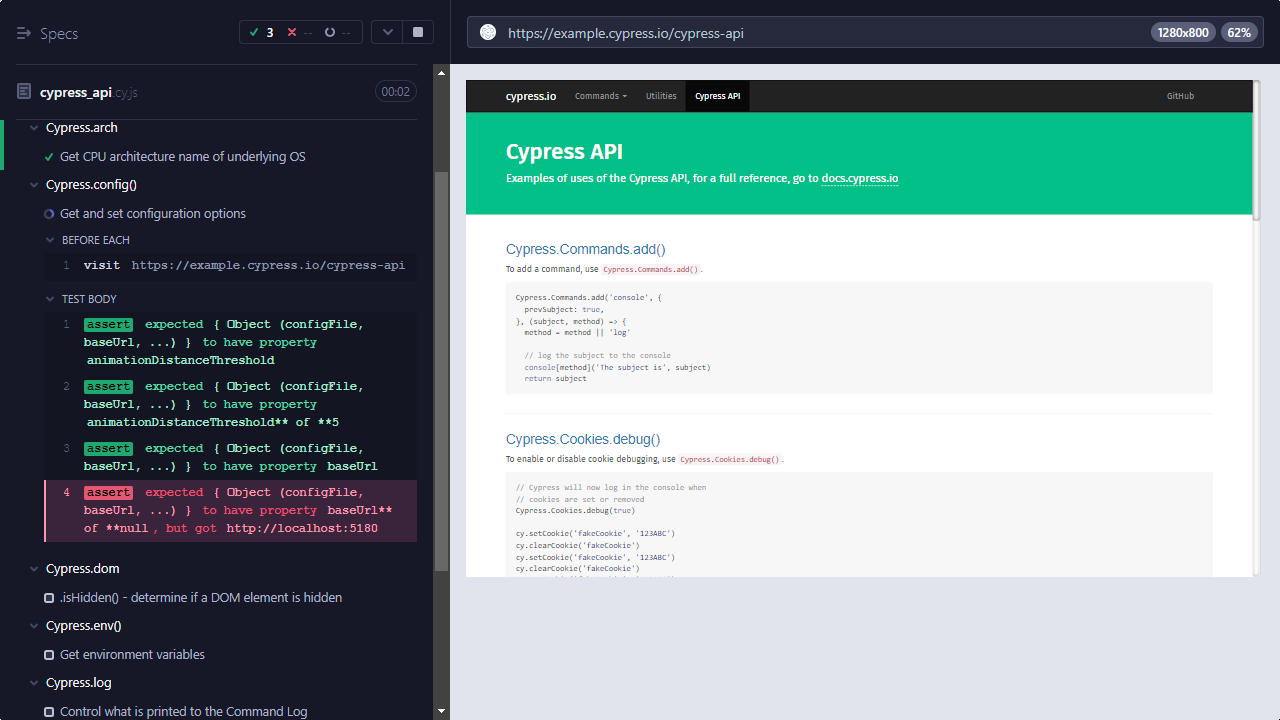 Specs
3 -- --
cypress_api.cy.js
00:02
Cypress.arch
Get CPU architecture name of underlying OS
Cypress.config()
Get and set configuration options
BEFORE EACH
1 visit https://example.cypress.io/cypress-api
TEST BODY
1 assert expected { Object (configFile,
baseUrl, ...) } to have property
animationDistanceThreshold
2 assert expected { Object (configFile,
baseUrl, ...) } to have property
animationDistanceThreshold** of **5
3 assert expected { Object (configFile,
baseUrl, ...) } to have property baseUrl
4 assert expected { Object (configFile,
baseUrl, ...) } to have property baseUrl**
of **null, but got http://localhost:5180
Cypress.dom
.isHidden() - determine if a DOM element is hidden
Cypress.env()
Get environment variables
Cypress.log
Control what is printed to the Command Log
https://example.cypress.io/cypress-api
1280x800 62%
cypress.io Commands Utilities Cypress API GitHub
Cypress API
Examples of uses of the Cypress API, for a full reference, go to docs.cypress.io
Cypress.Commands.add()
To add a command, use Cypress.Commands.add().
Cypress.Commands.add('console', {
prevSubject: true,
}, (subject, method) => {
method = method || 'log'
// log the subject to the console
console[method]('The subject is', subject)
return subject
Cypress.Cookies.debug()
To enable or disable cookie debugging, use Cypress.Cookies.debug().
// Cypress will now log in the console when
// cookies are set or removed
Cypress.Cookies.debug(true)
cy.setCookie('fakeCookie', '123ABC')
cy.clearCookie('fakeCookie')
cy.setCookie('fakeCookie', '123ABC')
cy.clearCookie('fakeCookie')